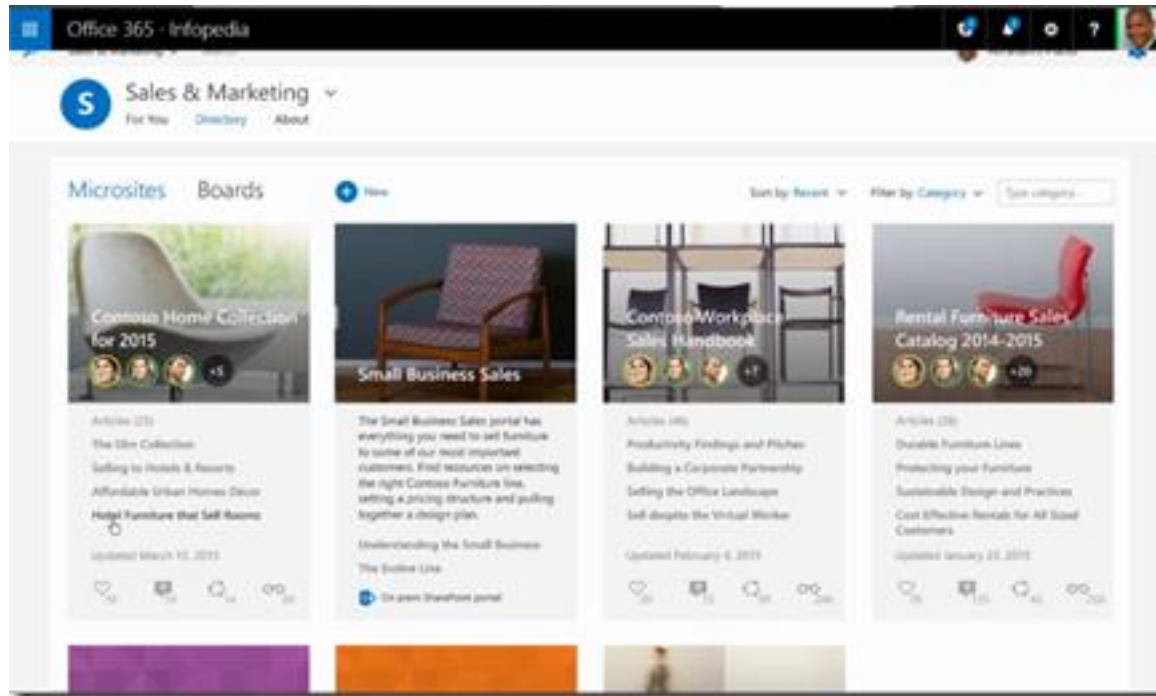 Office 365 - Infopedia
?
S
Sales & Marketing
For You Directory About
Microsites Boards
New
Sort by: Recent
Filter by: Category
Type category...
Contoso Home Collection
for 2015
+5
Articles (25)
The Slim Collection
Selling to Hotels & Resorts
Affordable Urban Homes Decor
Hotel Furniture that Sell Rooms
Updated March 10, 2015
Small Business Sales
The Small Business Sales portal has
everything you need to sell furniture
to some of our most important
customers. Find resources on selecting
the right Contoso Furniture line,
setting a pricing structure and pulling
together a design plan.
Understanding the Small Business
The Evolve Line
On prem SharePoint portal
Contoso Workplace
Sales Handbook
+7
Articles (46)
Productivity Findings and Pitches
Building a Corporate Partnership
Selling the Office Landscape
Sell despite the Virtual Worker
Updated February 6, 2015
Rental Furniture Sales
Catalog 2014-2015
+20
Articles
Durable Furniture Lines
Protecting your Furniture
Sustainable Design and Practices
Cost Effective Rentals for All Sized
Customers
Updated January 2015